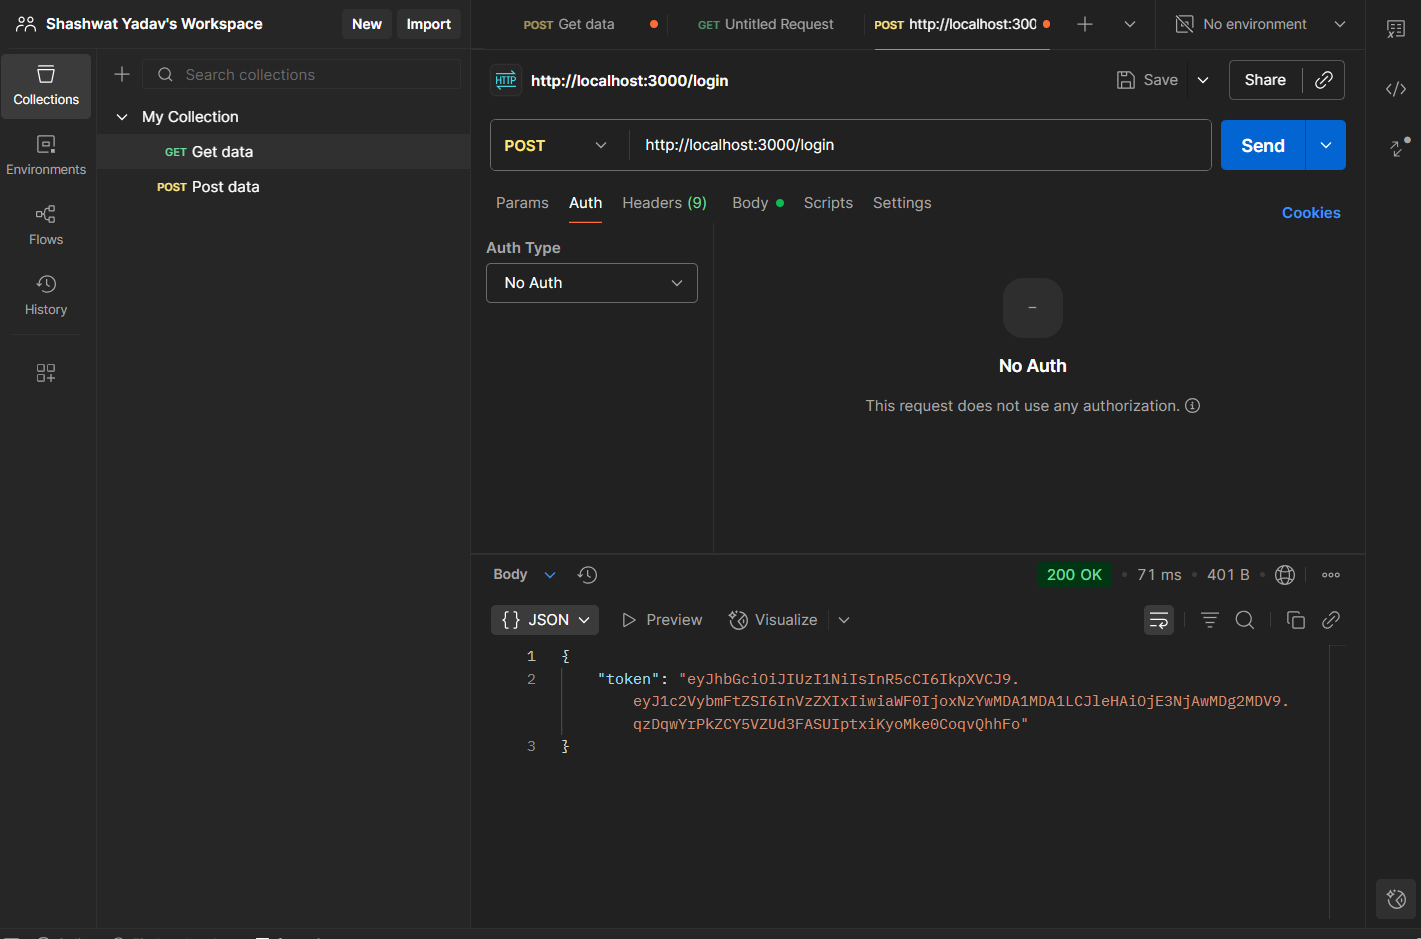 Shashwat Yadav's Workspace
New
Import
POST Get data
GET Untitled Request
POST http://localhost:300
No environment
Collections
Search collections
http://localhost:3000/login
Save
Share
My Collection
GET Get data
POST Post data
Environments
Flows
History
POST
http://localhost:3000/login
Send
Params
Auth
Headers (9)
Body
Scripts
Settings
Cookies
Auth Type
No Auth
-
No Auth
This request does not use any authorization.
Body
200 OK
71 ms
401 B
{} JSON
Preview
Visualize
1 {
2 "token": "eyJhbGciOiJIUzI1NiIsInR5cCI6IkpXVCJ9.
eyJ1c2VybmFtZSI6InVzZXIxIiwiaWF0IjoxNzYwMDA1MDA1LCJleHAiOjE3NjAwMDg2MDV9.
qzDqwYrPkZCY5VZUd3FASUIptxiKyoMke0CoqvQhhFo"
3 }